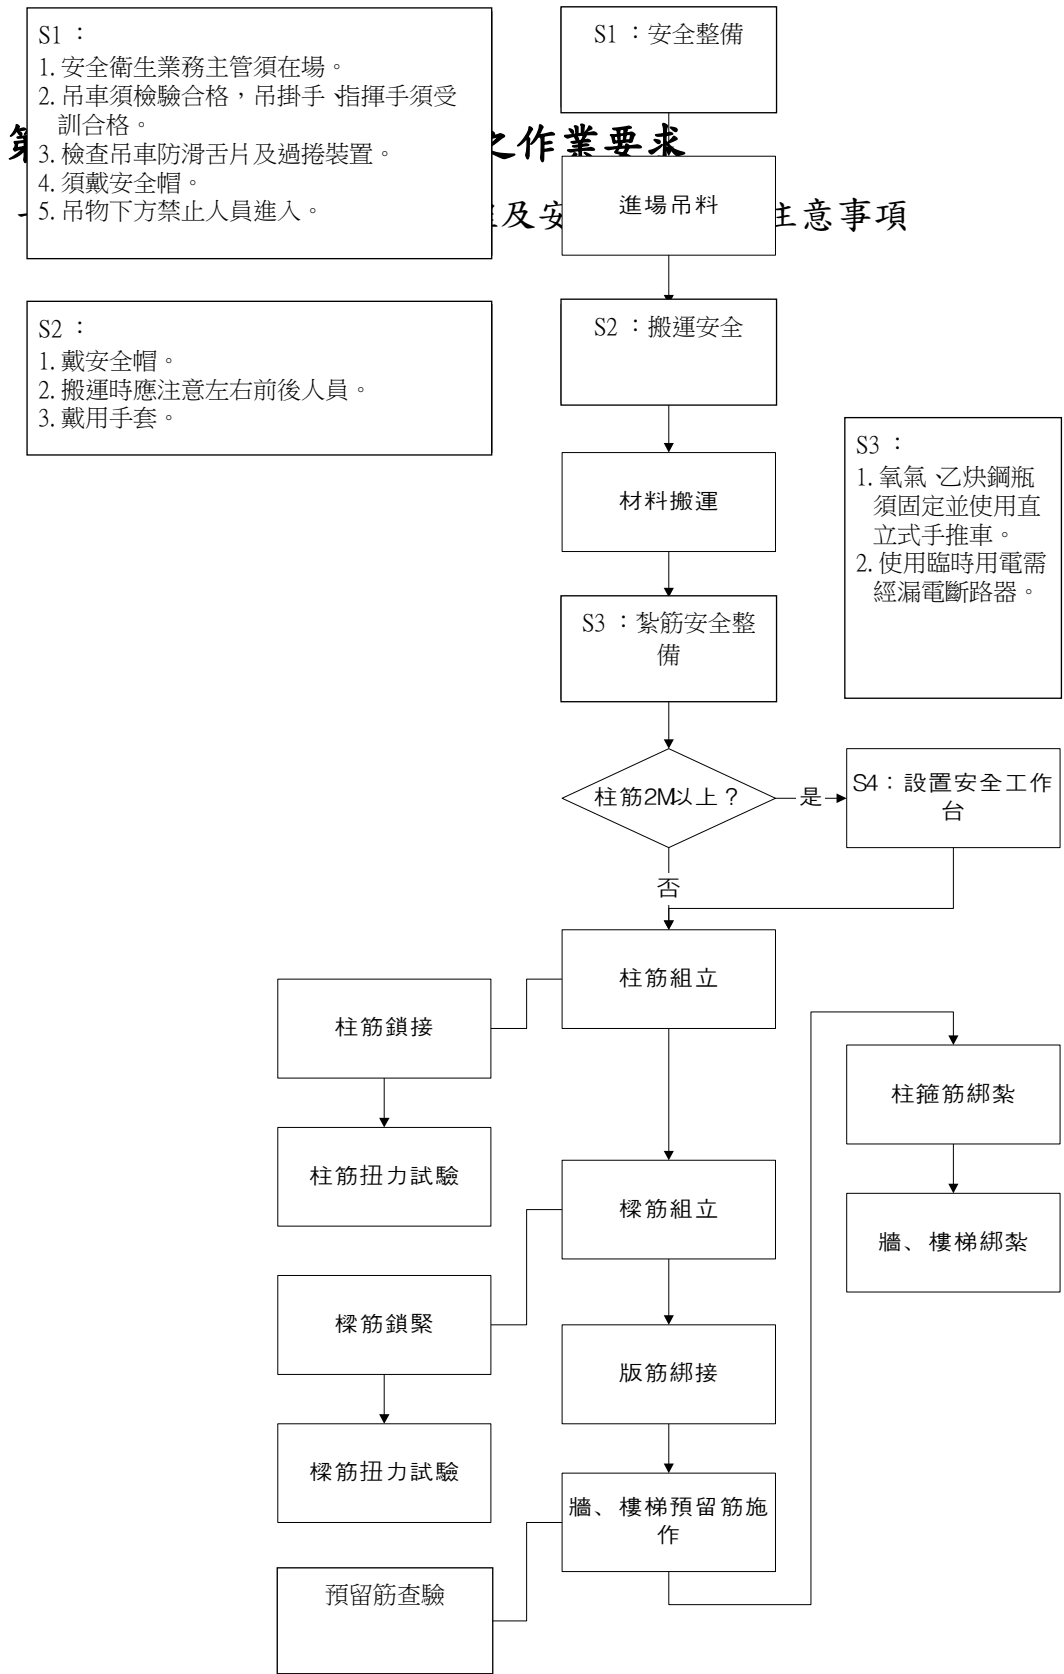 S1：
1. 安全衛生業務主管須在場。
2. 吊車須檢驗合格，吊掛手、指揮手須受
訓合格。
3. 檢查吊車防滑舌片及過捲裝置。
4. 須戴安全帽。
5. 吊物下方禁止人員進入。
S1：安全整備
之作業要求
進場吊料
及安
注意事項
S2：
1. 戴安全帽。
2. 搬運時應注意左右前後人員。
3. 戴用手套。
S2：搬運安全
材料搬運
S3：
1. 氧氣、乙炔鋼瓶
須固定並使用直
立式手推車。
2. 使用臨時用電需
經漏電斷路器。
S3：紮筋安全整
備
柱筋2M以上？
是
S4：設置安全工作
台
否
柱筋組立
柱筋鎖接
柱箍筋綁紮
柱筋扭力試驗
樑筋組立
牆、樓梯綁紮
樑筋鎖緊
版筋綁接
樑筋扭力試驗
牆、樓梯預留筋施
作
預留筋查驗